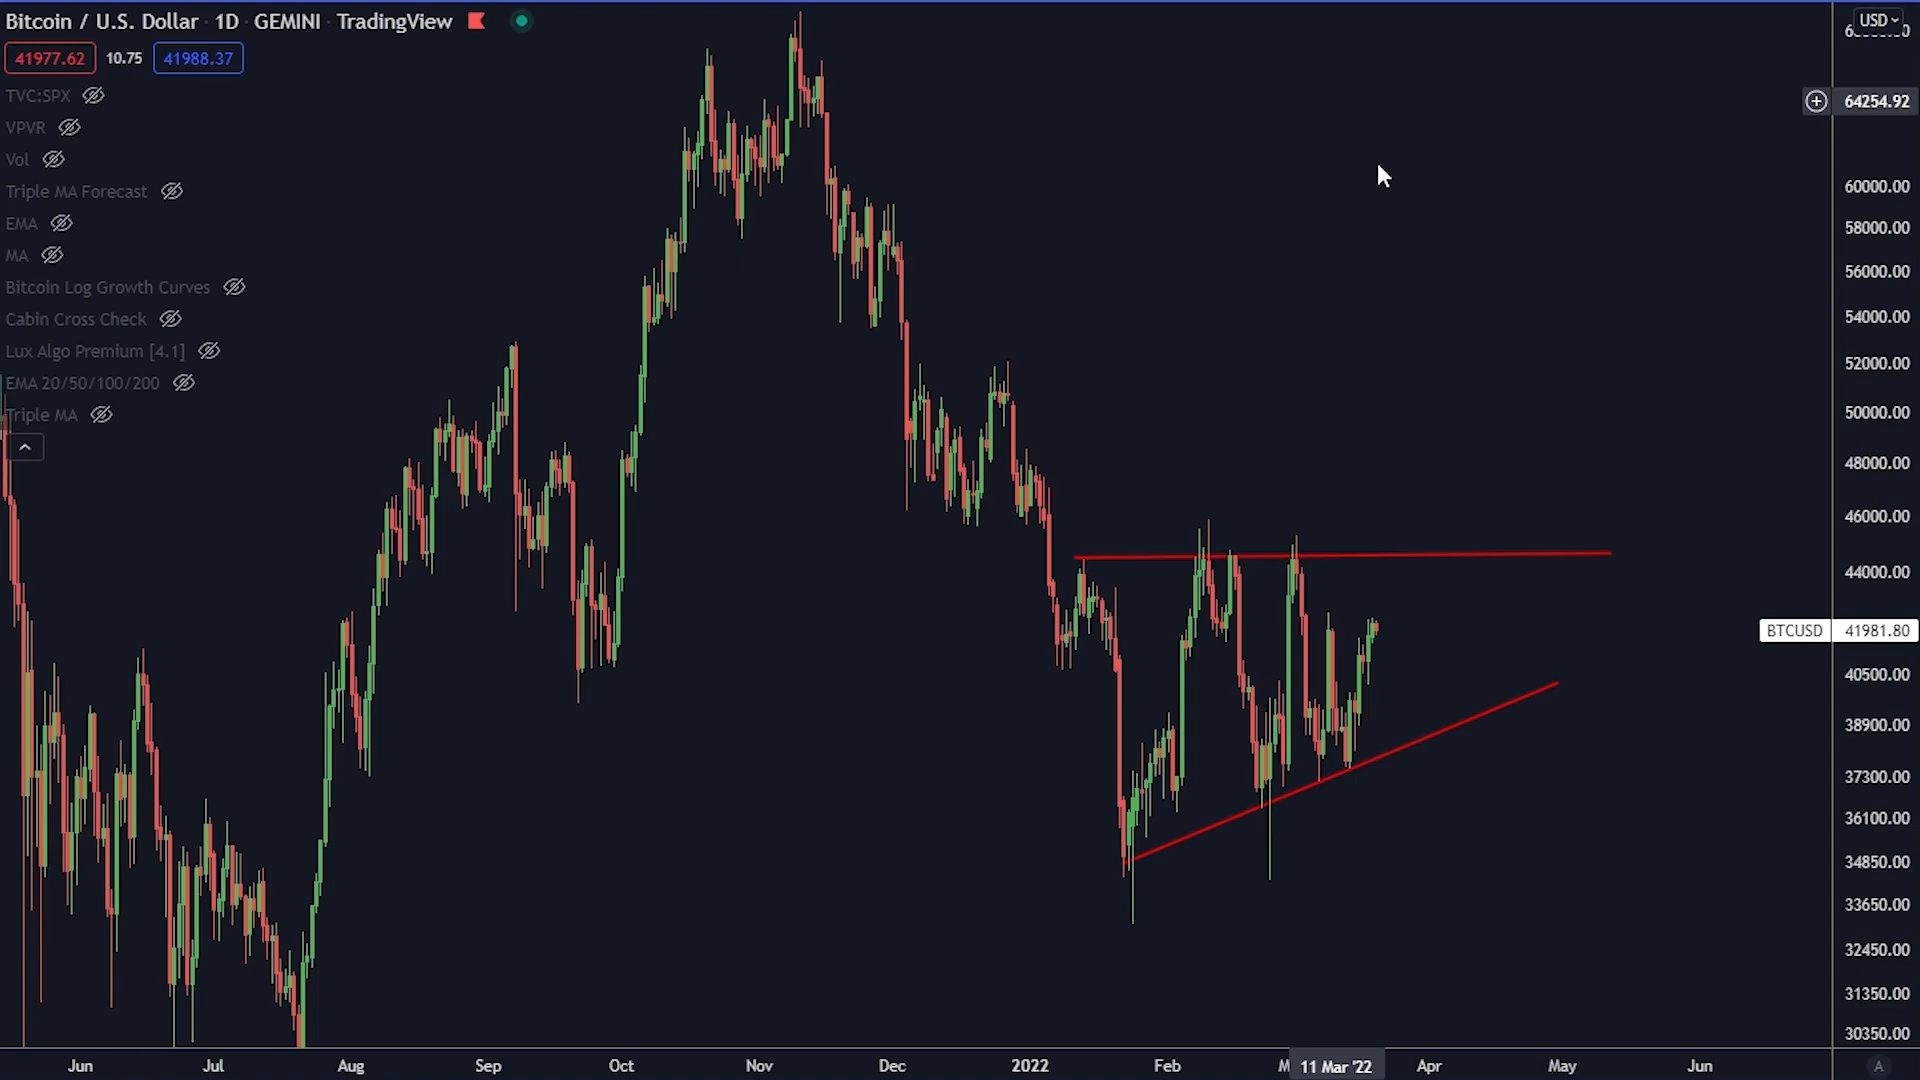 Bitcoin / U.S. Dollar · 1D · GEMINI · TradingView
41977.62 10.75 41988.37
TVC:SPX
VPVR
Vol
Triple MA Forecast
EMA
MA
Bitcoin Log Growth Curves
Cabin Cross Check
Lux Algo Premium [4.1]
EMA 20/50/100/200
Triple MA
USD
64254.92
60000.00
58000.00
56000.00
54000.00
52000.00
50000.00
48000.00
46000.00
44000.00
BTCUSD 41981.80
40500.00
38900.00
37300.00
36100.00
34850.00
33650.00
32450.00
31350.00
30350.00
Jun Jul Aug Sep Oct Nov Dec 2022 Feb M 11 Mar '22 Apr May Jun A